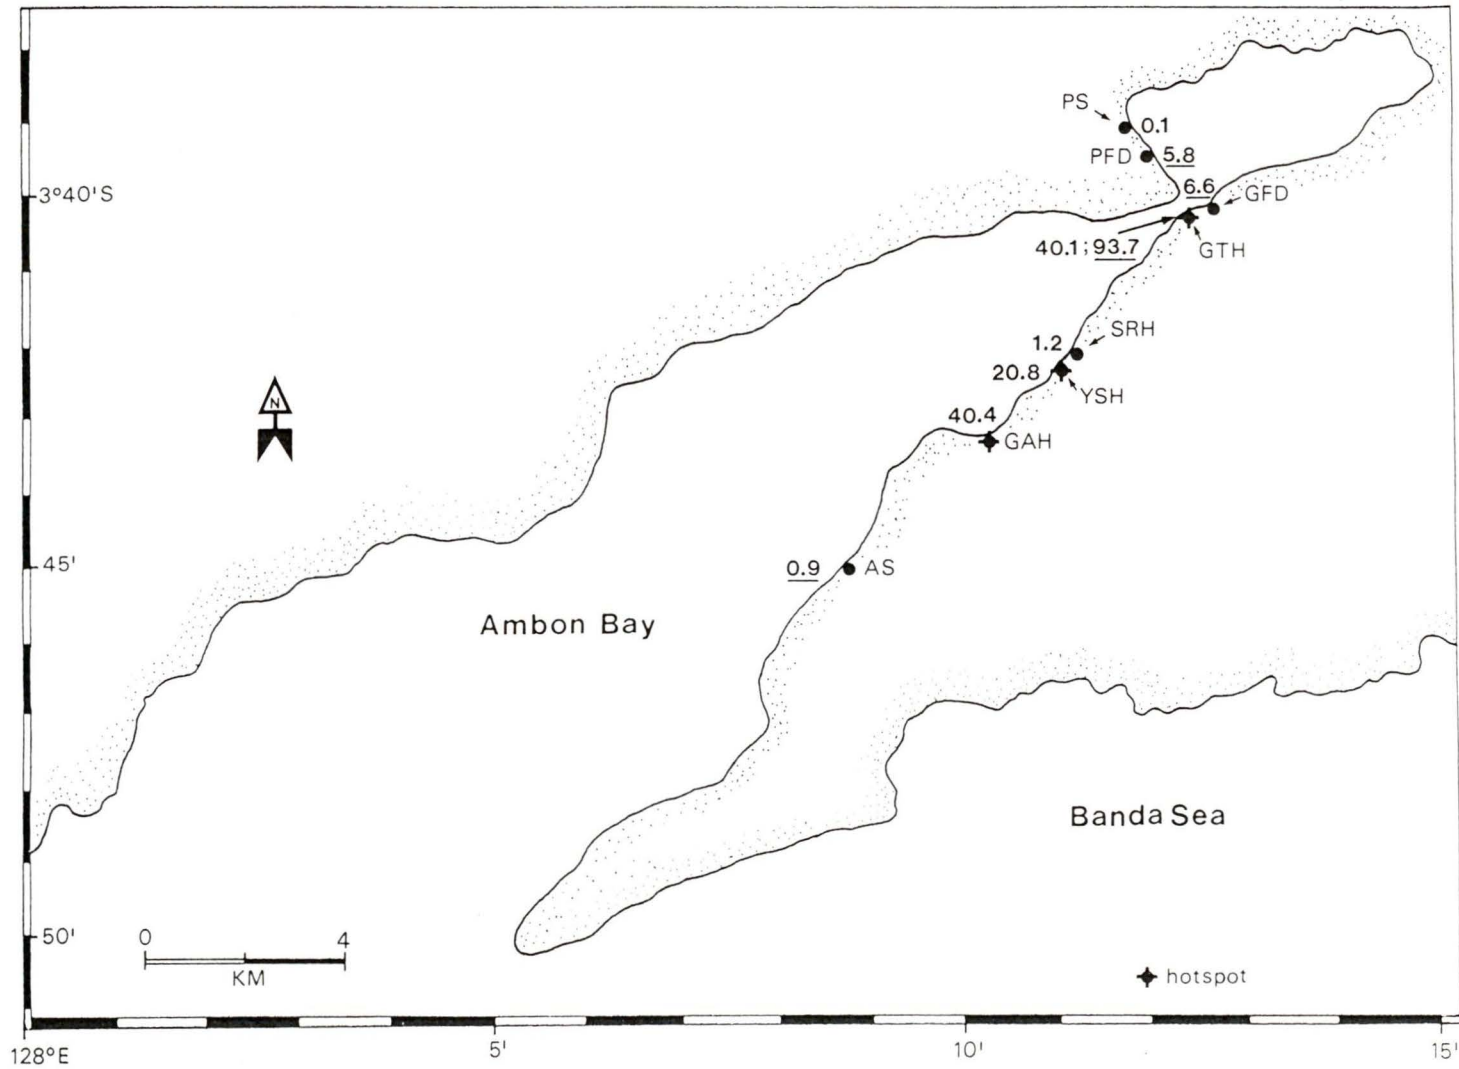 PS
0.1
PFD
5.8
3°40'S
6.6
GFD
40.1; 93.7
GTH
SRH
1.2
20.8
YSH
40.4
GAH
N
45'
0.9
AS
Ambon Bay
Banda Sea
50'
0 4
KM
hotspot
128°E 5' 10' 15'